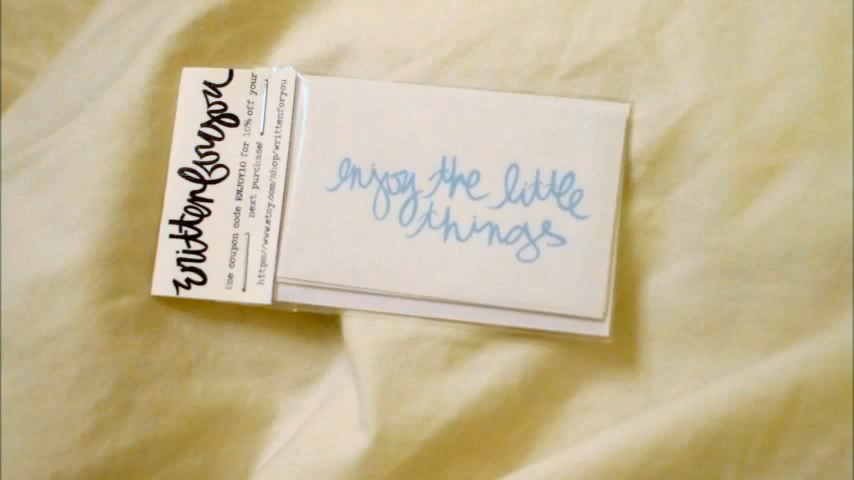 writtenforyou
Use coupon code ENJOY10 for 10% off your
next purchase!
https://www.etsy.com/shop/writtenforyou
enjoy the little
things